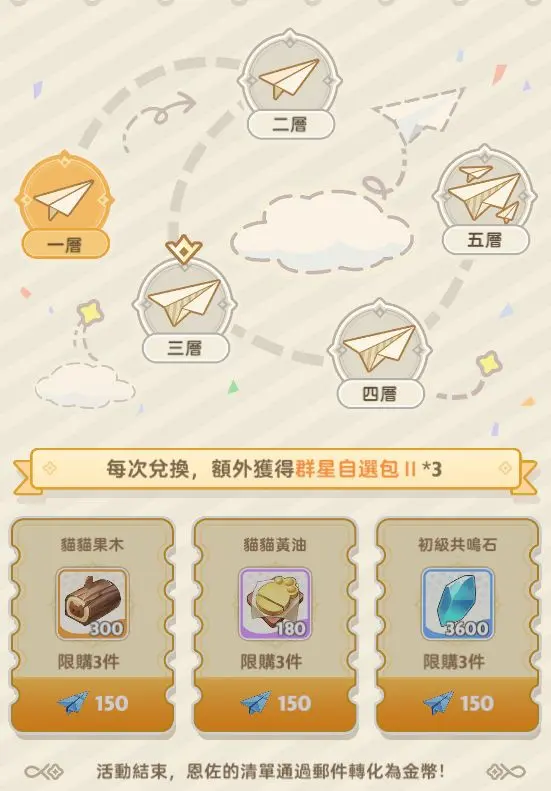 二層
一層
五層
三層
四層
每次兌換，額外獲得群星自選包Ⅱ*3
貓貓果木
貓貓黃油
初級共鳴石
300
180
3600
限購3件
限購3件
限購3件
150
150
150
活動結束，恩佐的清單通過郵件轉化為金幣！